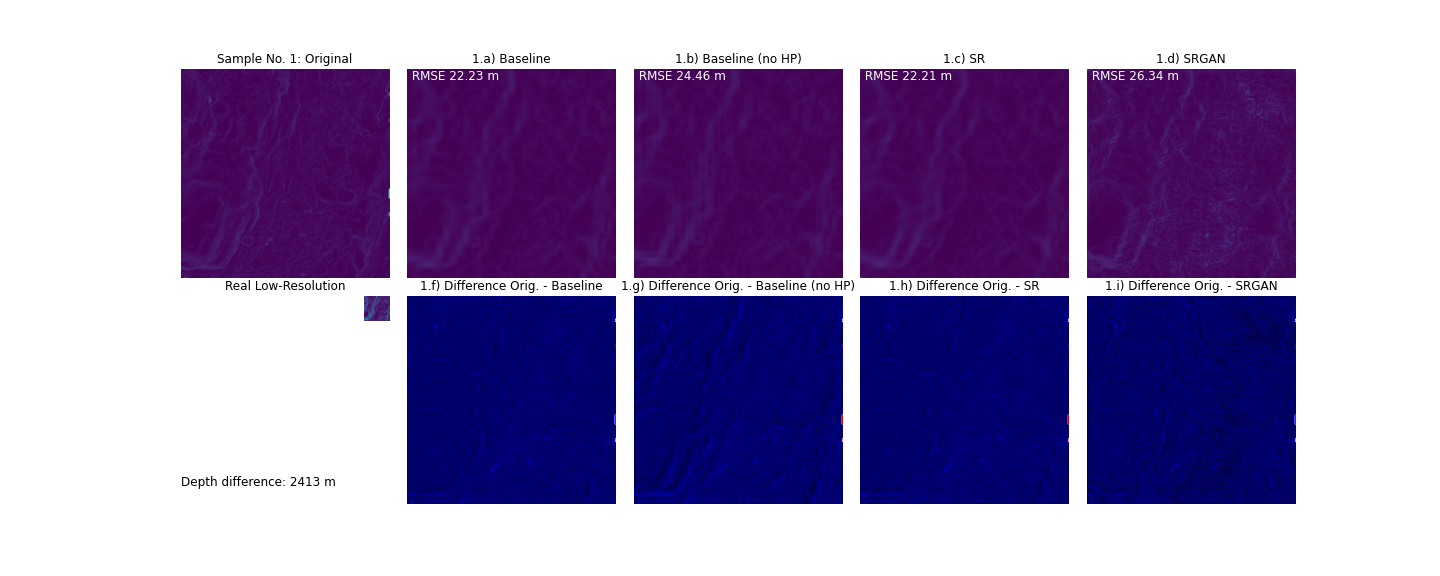 Sample No. 1: Original
1.a) Baseline
1.b) Baseline (no HP)
1.c) SR
1.d) SRGAN
RMSE 22.23 m
RMSE 24.46 m
RMSE 22.21 m
RMSE 26.34 m
Real Low-Resolution
1.f) Difference Orig. - Baseline
1.g) Difference Orig. - Baseline (no HP)
1.h) Difference Orig. - SR
1.i) Difference Orig. - SRGAN
Depth difference: 2413 m